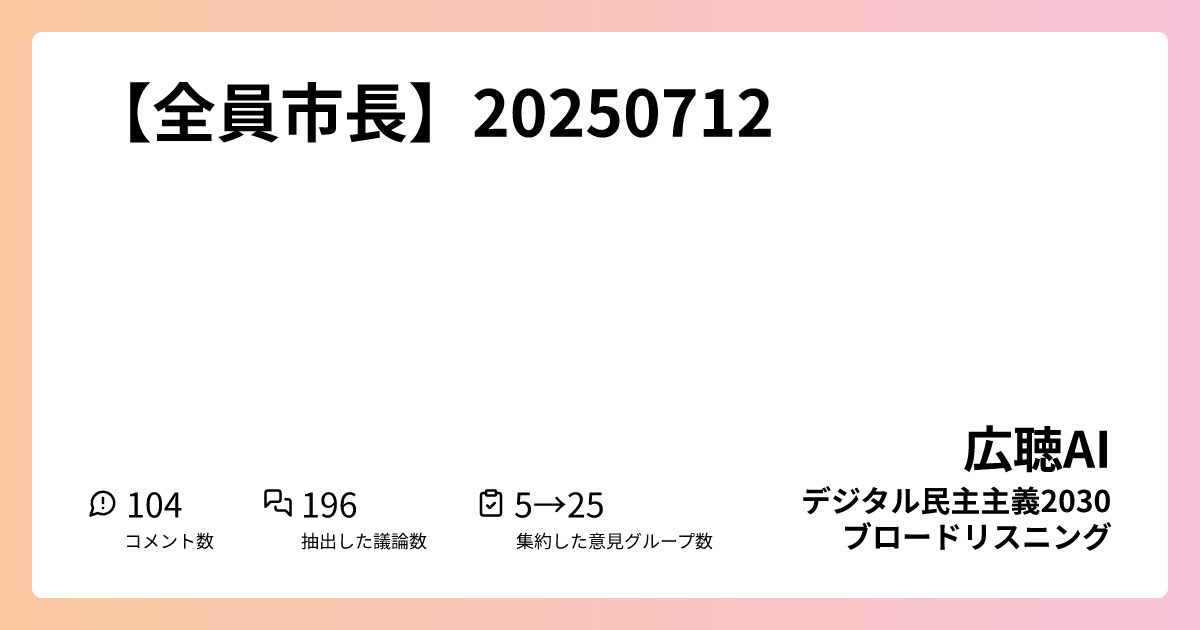 【全員市長】20250712
広聴AI
デジタル民主主義2030
ブロードリスニング
104
コメント数
196
抽出した議論数
5→25
集約した意見グループ数